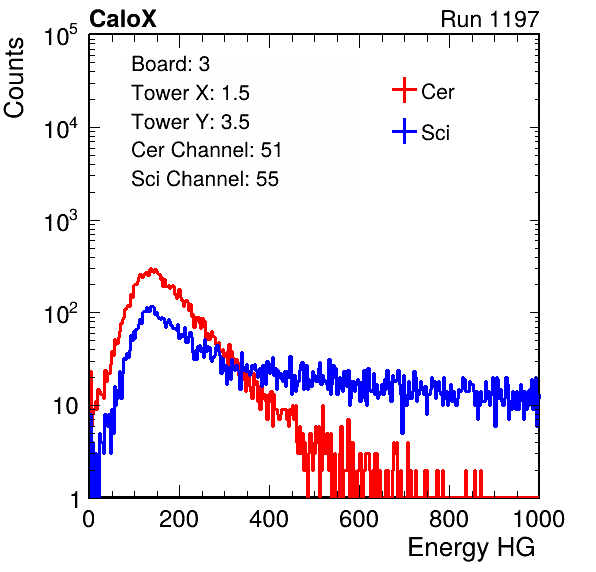 CaloX Run 1197
Counts
10^5
10^4
10^3
10^2
10
1
Board: 3
Tower X: 1.5
Tower Y: 3.5
Cer Channel: 51
Sci Channel: 55
Cer
Sci
0 200 400 600 800 1000
Energy HG